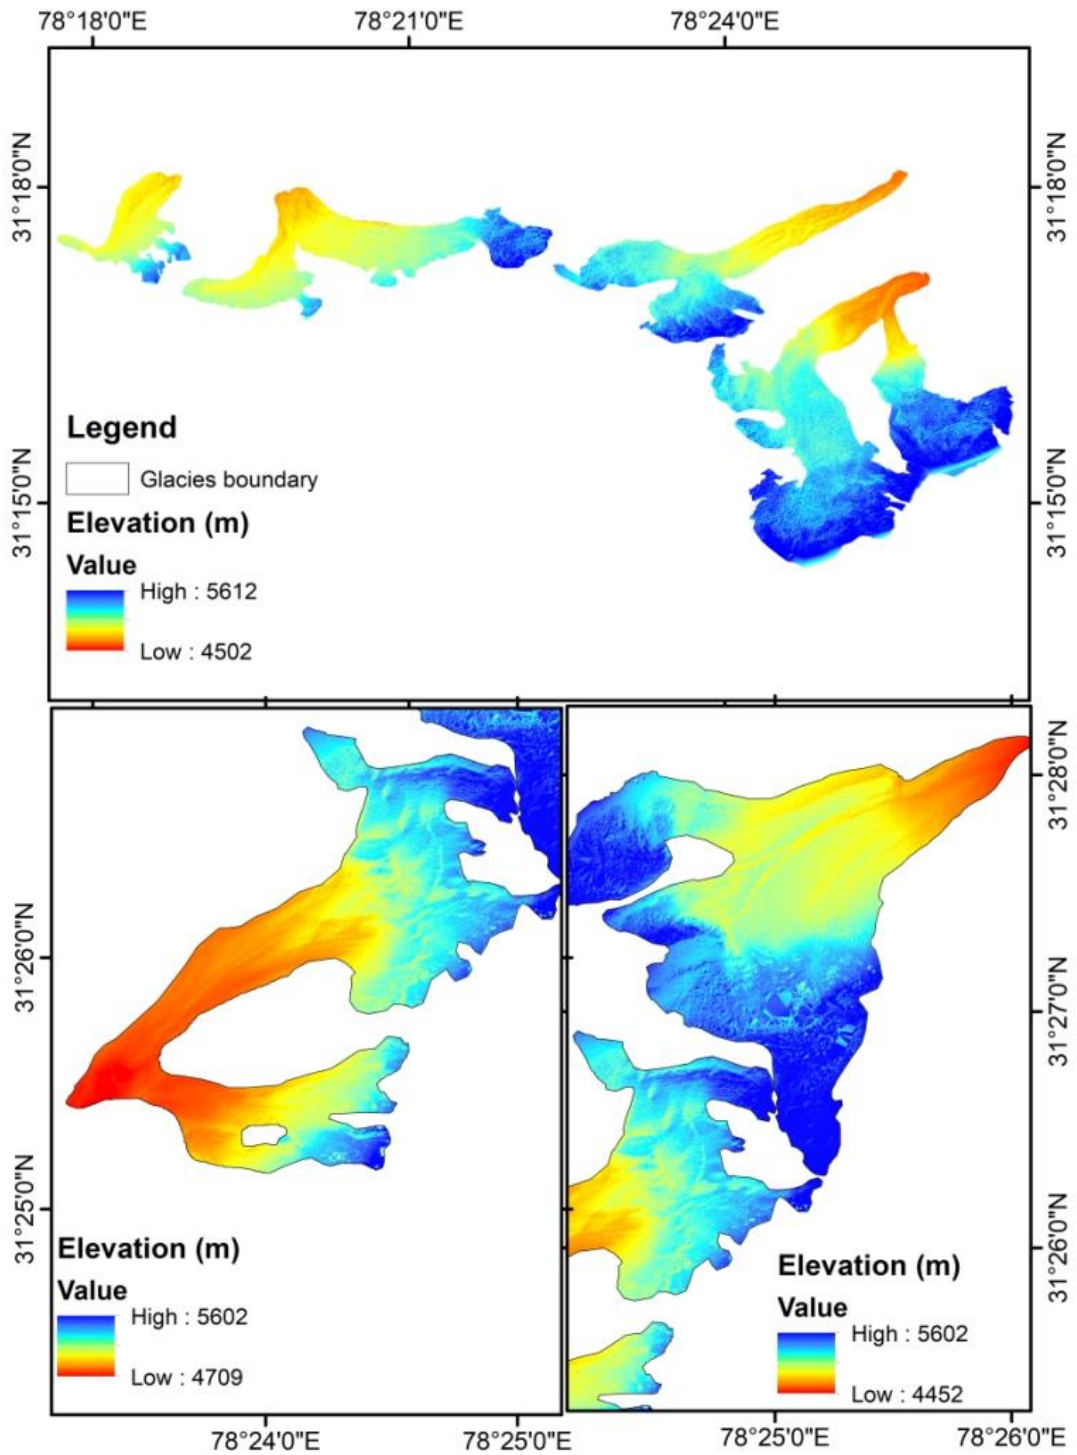 78°18'0"E 78°21'0"E 78°24'0"E
31°18'0"N 31°18'0"N
31°15'0"N 31°15'0"N
Legend
Glacies boundary
Elevation (m)
Value
High : 5612
Low : 4502
31°26'0"N
31°25'0"N
Elevation (m)
Value
High : 5602
Low : 4709
78°24'0"E 78°25'0"E
31°28'0"N
31°27'0"N
31°26'0"N
Elevation (m)
Value
High : 5602
Low : 4452
78°25'0"E 78°26'0"E